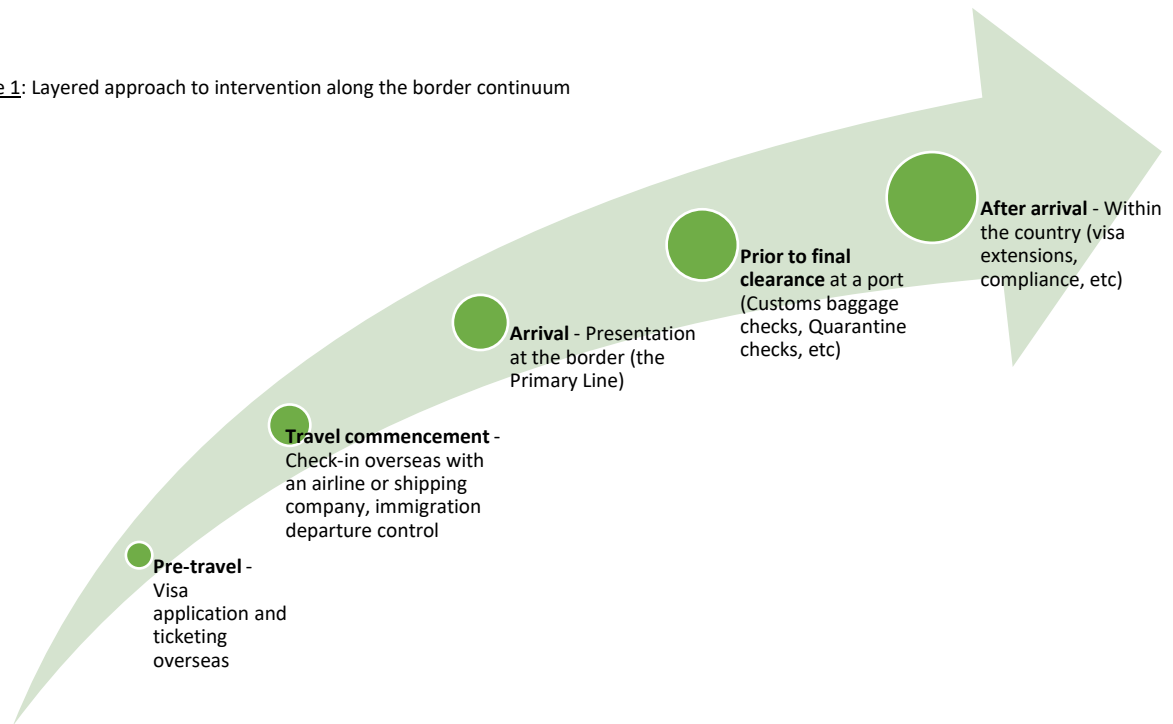 e 1: Layered approach to intervention along the border continuum
After arrival - Within
the country (visa
extensions,
compliance, etc)
Prior to final
clearance at a port
(Customs baggage
checks, Quarantine
checks, etc)
Arrival - Presentation
at the border (the
Primary Line)
Travel commencement -
Check-in overseas with
an airline or shipping
company, immigration
departure control
Pre-travel -
Visa
application and
ticketing
overseas